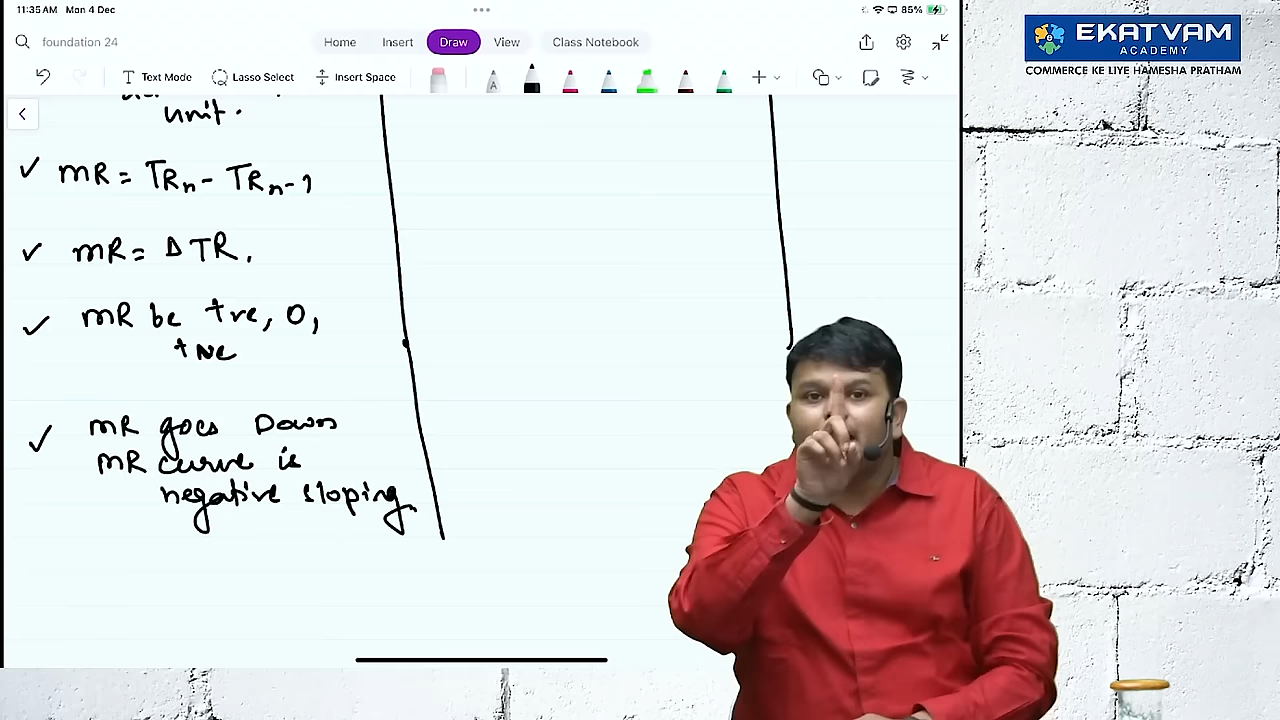 11:35 AM Mon 4 Dec
85%
foundation 24
Home Insert Draw View Class Notebook
Text Mode Lasso Select Insert Space
unit.
MR = TRn - TRn-1
MR = Δ TR.
MR be +ve, 0,
+ve
MR goes Down
MR curve is
negative sloping.
EKATVAM
ACADEMY
COMMERCE KE LIYE HAMESHA PRATHAM